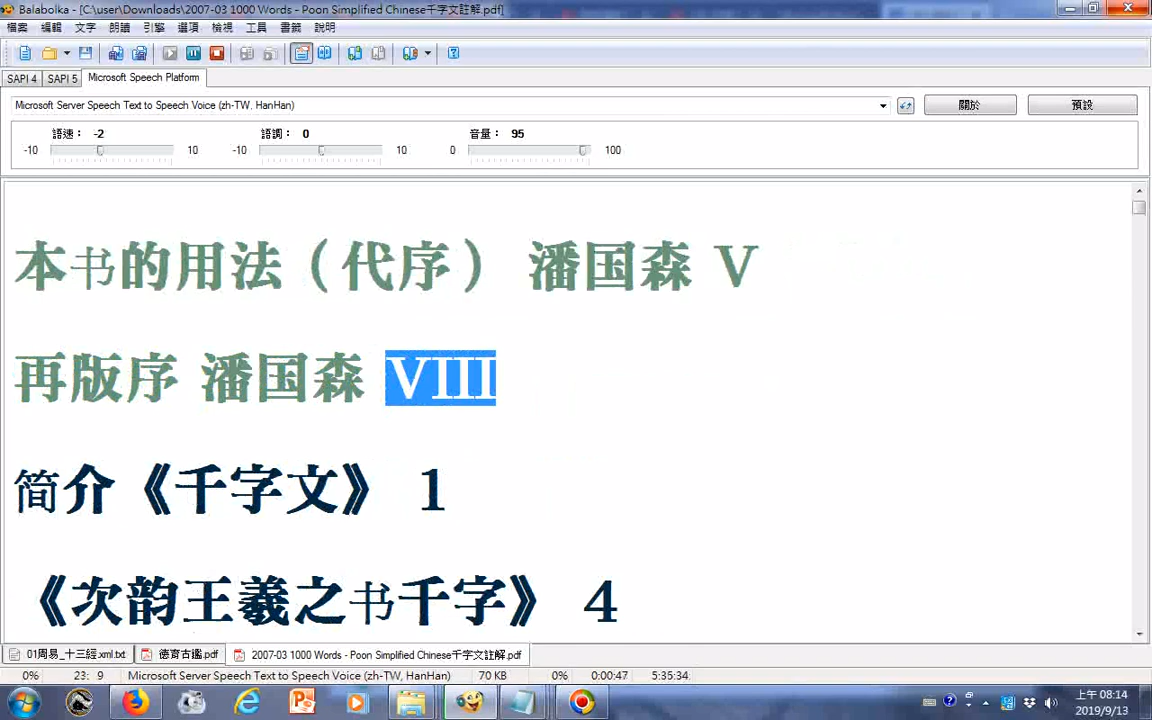 Balabolka - [C:\user\Downloads\2007-03 1000 Words - Poon Simplified Chinese千字文註解.pdf]
檔案 編輯 文字 朗讀 引擎 選項 檢視 工具 書籤 說明
SAPI 4 SAPI 5 Microsoft Speech Platform
Microsoft Server Speech Text to Speech Voice (zh-TW, HanHan) 關於 預設
語速： -2 語調： 0 音量： 95
-10 10 -10 10 0 100
本书的用法（代序） 潘国森 V
再版序 潘国森 VIII
简介《千字文》 1
《次韵王羲之书千字》 4
01周易_十三經.xml.txt 德育古鑑.pdf 2007-03 1000 Words - Poon Simplified Chinese千字文註解.pdf
0% 23: 9 Microsoft Server Speech Text to Speech Voice (zh-TW, HanHan) 70 KB 0% 0:00:47 5:35:34
上午 08:14
2019/9/13